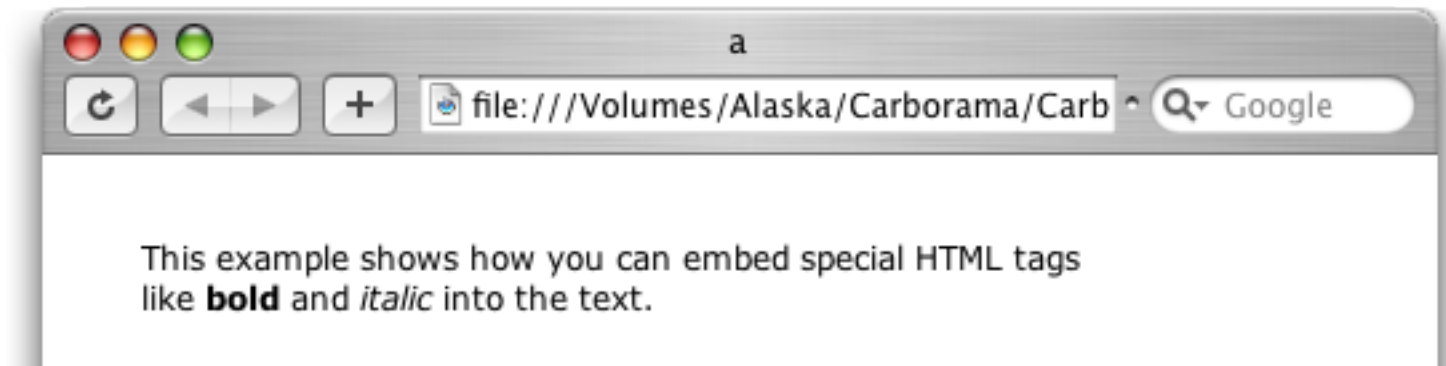 a
file:///Volumes/Alaska/Carborama/Carb
Google
This example shows how you can embed special HTML tags
like bold and italic into the text.